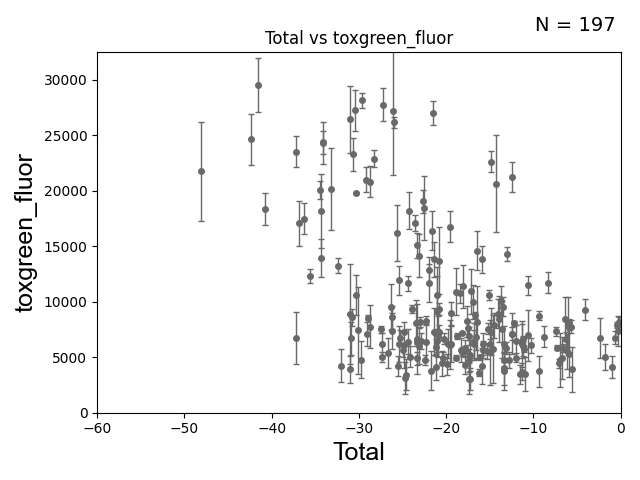 N = 197
Total vs toxgreen_fluor
30000
25000
20000
15000
10000
5000
0
toxgreen_fluor
−60 −50 −40 −30 −20 −10 0
Total